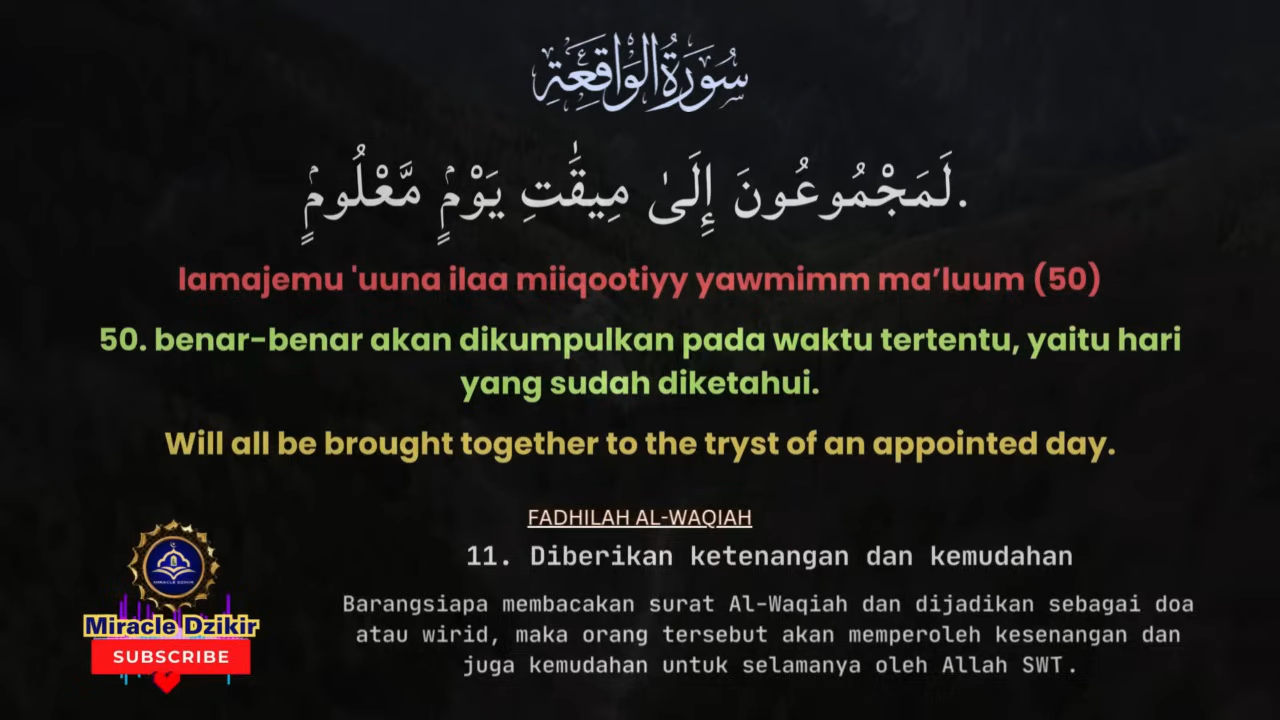 سُورَةُ الْوَاقِعَةِ
لَمَجْمُوعُونَ إِلَىٰ مِيقَٰتِ يَوْمٍۢ مَّعْلُومٍۢ.
lamajemu 'uuna ilaa miiqootiyy yawmimm ma’luum (50)
50. benar-benar akan dikumpulkan pada waktu tertentu, yaitu hari
yang sudah diketahui.
Will all be brought together to the tryst of an appointed day.
FADHILAH AL-WAQIAH
11. Diberikan ketenangan dan kemudahan
Barangsiapa membacakan surat Al-Waqiah dan dijadikan sebagai doa
atau wirid, maka orang tersebut akan memperoleh kesenangan dan
juga kemudahan untuk selamanya oleh Allah SWT.
MIRACLE DZIKIR
Miracle Dzikir
SUBSCRIBE